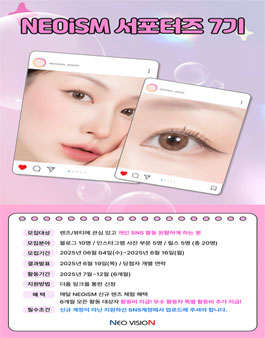 NEOiSM 서포터즈 7기
모집대상 렌즈/뷰티에 관심 있고 개인 SNS 활동 원활하게 하는 분
모집분야 블로그 10명 / 인스타그램 사진 부문 5명 / 릴스 5명 (총 20명)
모집기간 2025년 06월 04일(수)~2025년 6월 16일(월)
결과발표 2025년 6월 19일(목) / 당첨자 개별 연락
활동기간 2025년 7월~12월 (6개월)
지원방법 더폼 링크를 통한 신청
혜 택 매달 NEOiSM 신규 렌즈 체험 혜택
6개월 모든 활동 대상자 활동비 지급! 우수 활동자 특별 활동비 추가 지급!
필수조건 신규 계정이 아닌 지원하신 SNS계정에서 업로드해 주셔야 합니다.
NEO VISION